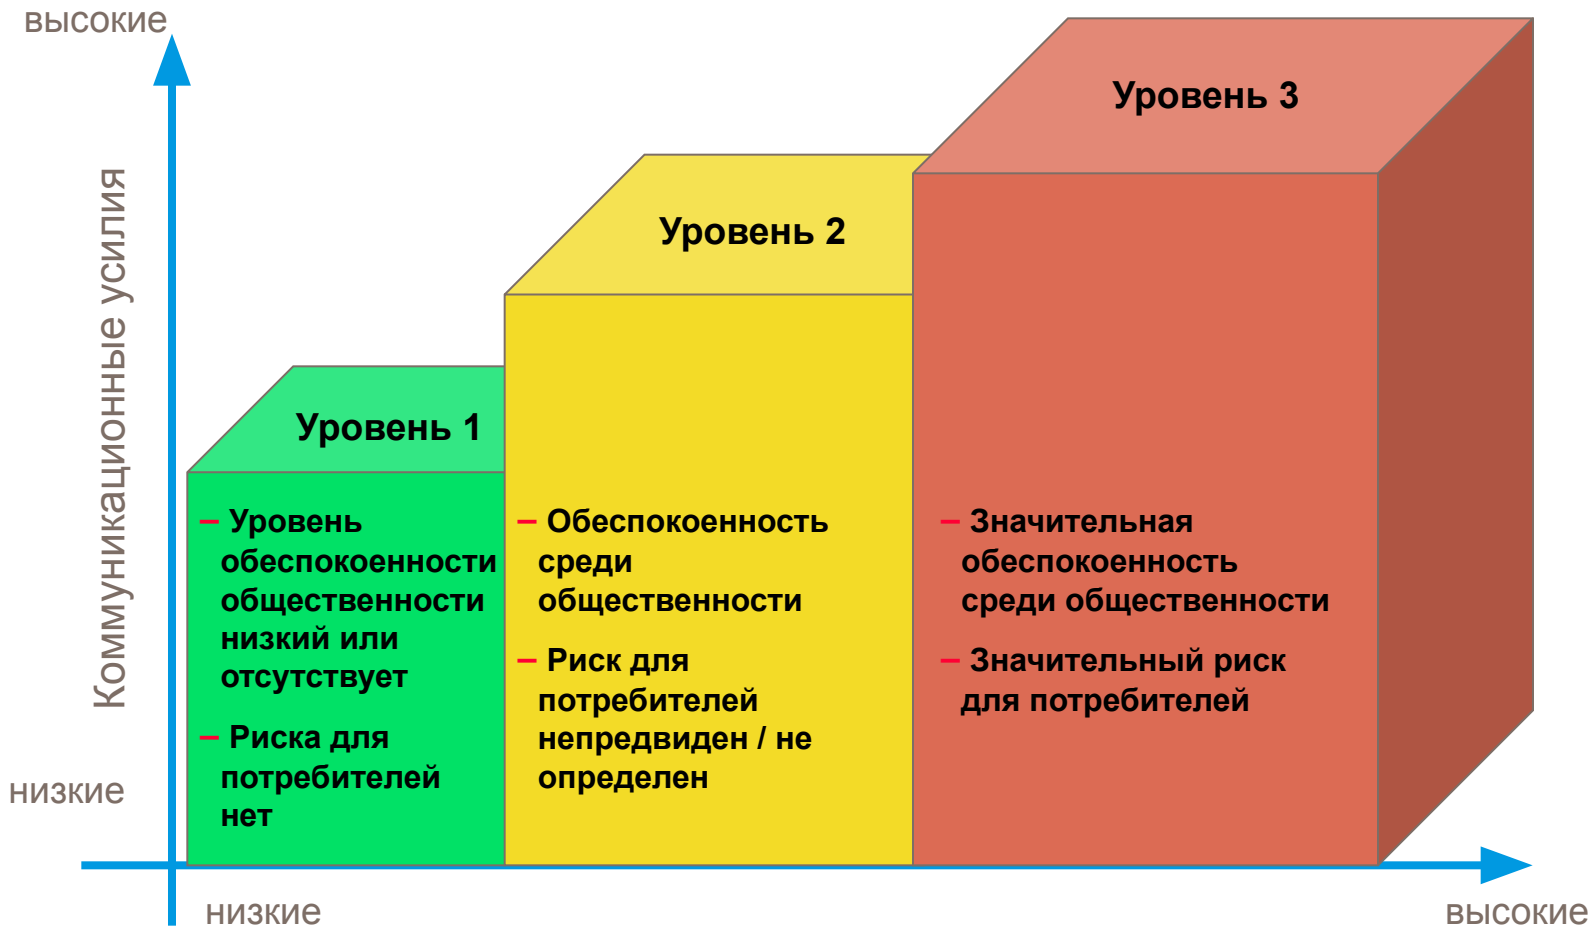 высокие
Коммуникационные усилия
низкие
Уровень 1
– Уровень
обеспокоенности
общественности
низкий или
отсутствует
– Риска для
потребителей
нет
Уровень 2
– Обеспокоенность
среди
общественности
– Риск для
потребителей
непредвиден / не
определен
Уровень 3
– Значительная
обеспокоенность
среди общественности
– Значительный риск
для потребителей
низкие
высокие